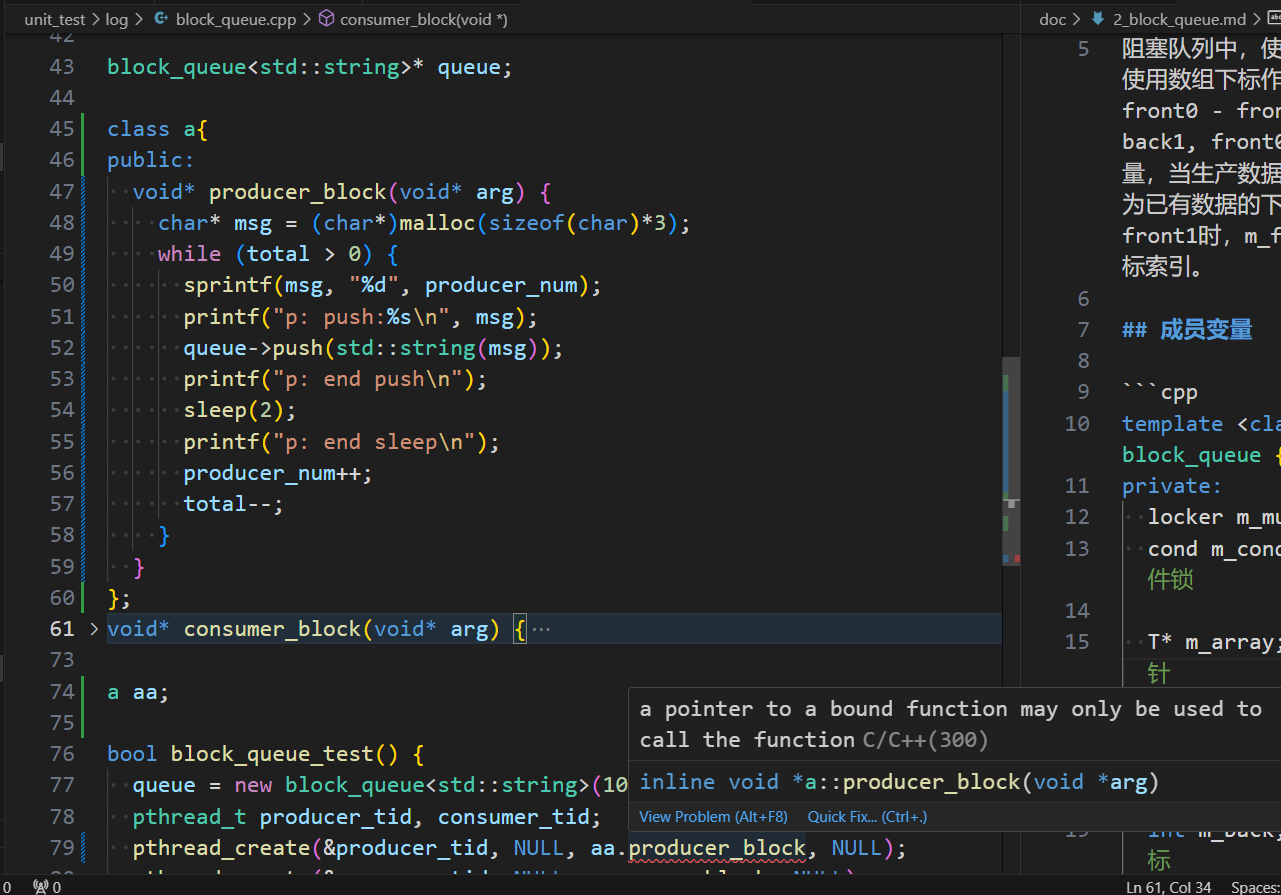 unit_test > log > block_queue.cpp > consumer_block(void *)
42
43 block_queue<std::string>* queue;
44
45 class a{
46 public:
47 void* producer_block(void* arg) {
48 char* msg = (char*)malloc(sizeof(char)*3);
49 while (total > 0) {
50 sprintf(msg, "%d", producer_num);
51 printf("p: push:%s\n", msg);
52 queue->push(std::string(msg));
53 printf("p: end push\n");
54 sleep(2);
55 printf("p: end sleep\n");
56 producer_num++;
57 total--;
58 }
59 }
60 };
61 > void* consumer_block(void* arg) { ···
73
74 a aa;
75
76 bool block_queue_test() {
77 queue = new block_queue<std::string>(10
78 pthread_t producer_tid, consumer_tid;
79 pthread_create(&producer_tid, NULL, aa.producer_block, NULL);
a pointer to a bound function may only be used to
call the function C/C++(300)
inline void *a::producer_block(void *arg)
View Problem (Alt+F8) Quick Fix... (Ctrl+.)
doc > 2_block_queue.md >
5 阻塞队列中，使
使用数组下标作
front0 - fron
back1, front0
量，当生产数据
为已有数据的下
front1时，m_f
标索引。
6
7 ## 成员变量
8
9 ```cpp
10 template <cla
block_queue {
11 private:
12 locker m_mu
13 cond m_cond
件锁
14
15 T* m_array;
针
19 int m_back;
标
0 0
Ln 61, Col 34 Spaces: